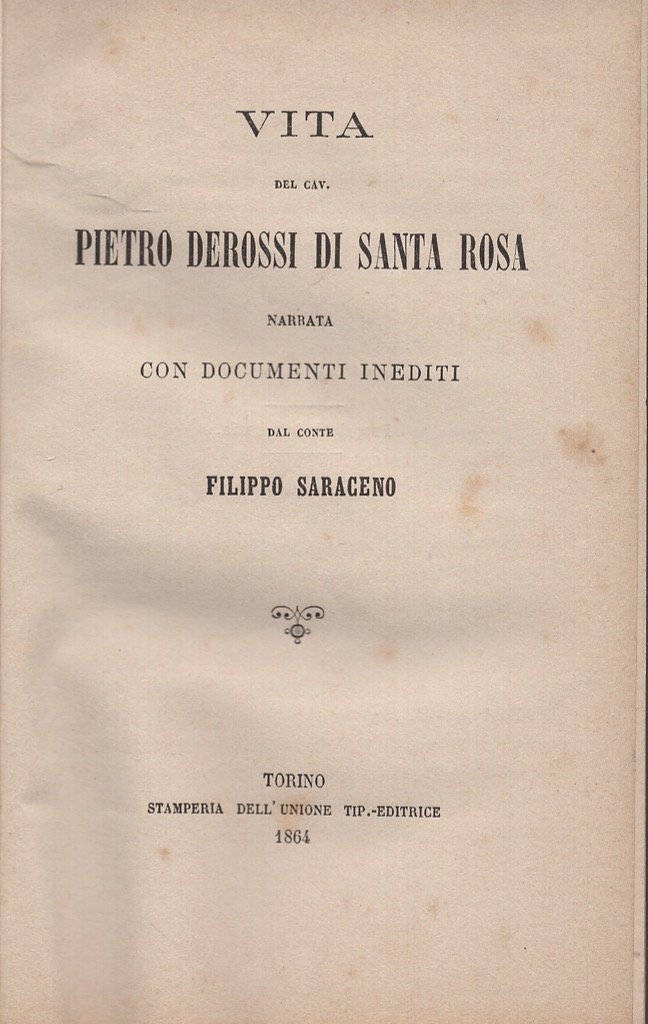 VITA
DEL CAV.
PIETRO DEROSSI DI SANTA ROSA
NARRATA
CON DOCUMENTI INEDITI
DAL CONTE
FILIPPO SARACENO
TORINO
STAMPERIA DELL'UNIONE TIP.-EDITRICE
1864